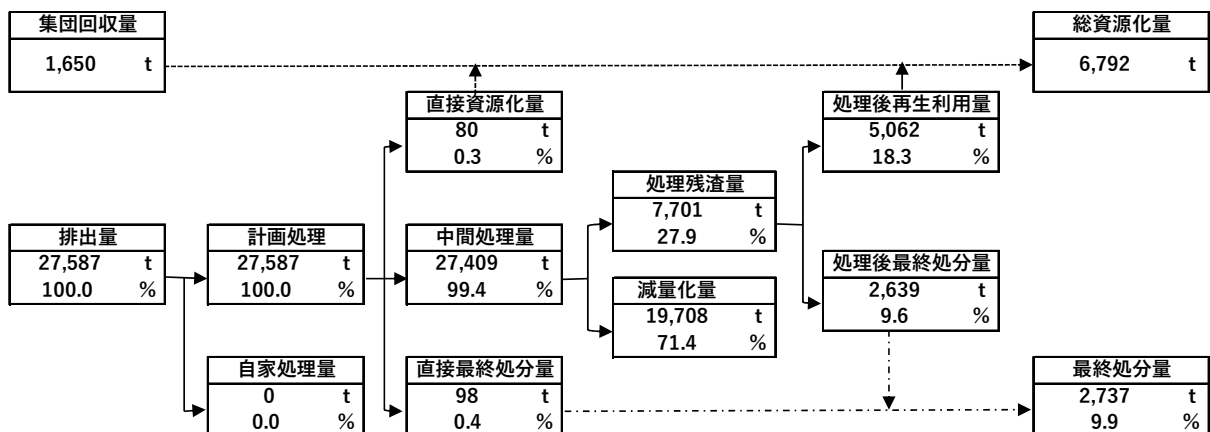 集団回収量
1,650 t
総資源化量
6,792 t
直接資源化量
80 t
0.3 %
処理後再生利用量
5,062 t
18.3 %
処理残渣量
7,701 t
27.9 %
排出量
27,587 t
100.0 %
計画処理
27,587 t
100.0 %
中間処理量
27,409 t
99.4 %
処理後最終処分量
2,639 t
9.6 %
減量化量
19,708 t
71.4 %
自家処理量
0 t
0.0 %
直接最終処分量
98 t
0.4 %
最終処分量
2,737 t
9.9 %